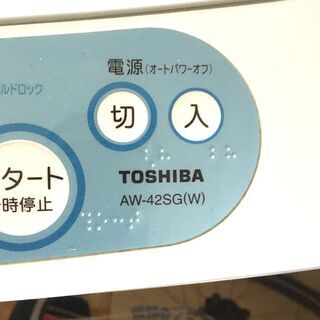 電源(オートパワーオフ)
ルドロック
切 入
タート
時停止
TOSHIBA
AW-42SG(W)